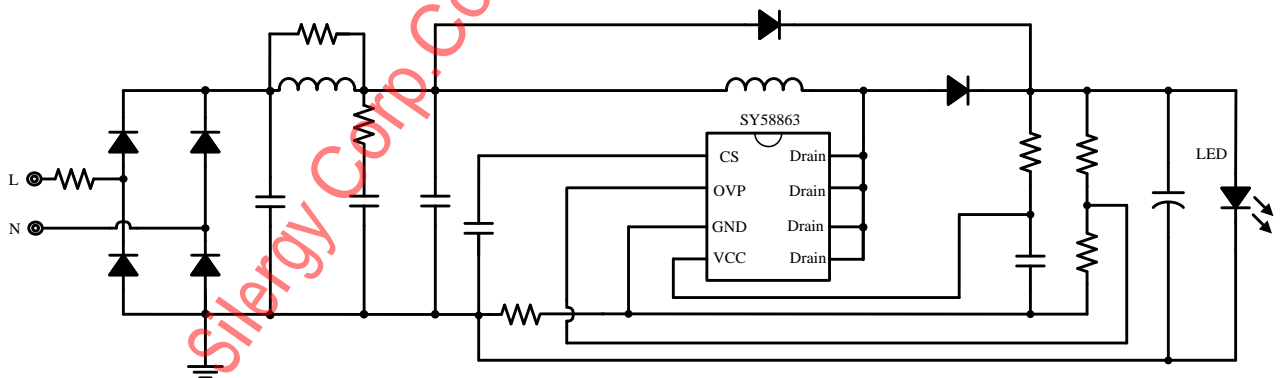 Silergy Corp.Co
SY58863
CS
Drain
OVP
Drain
GND
Drain
VCC
Drain
L
N
LED